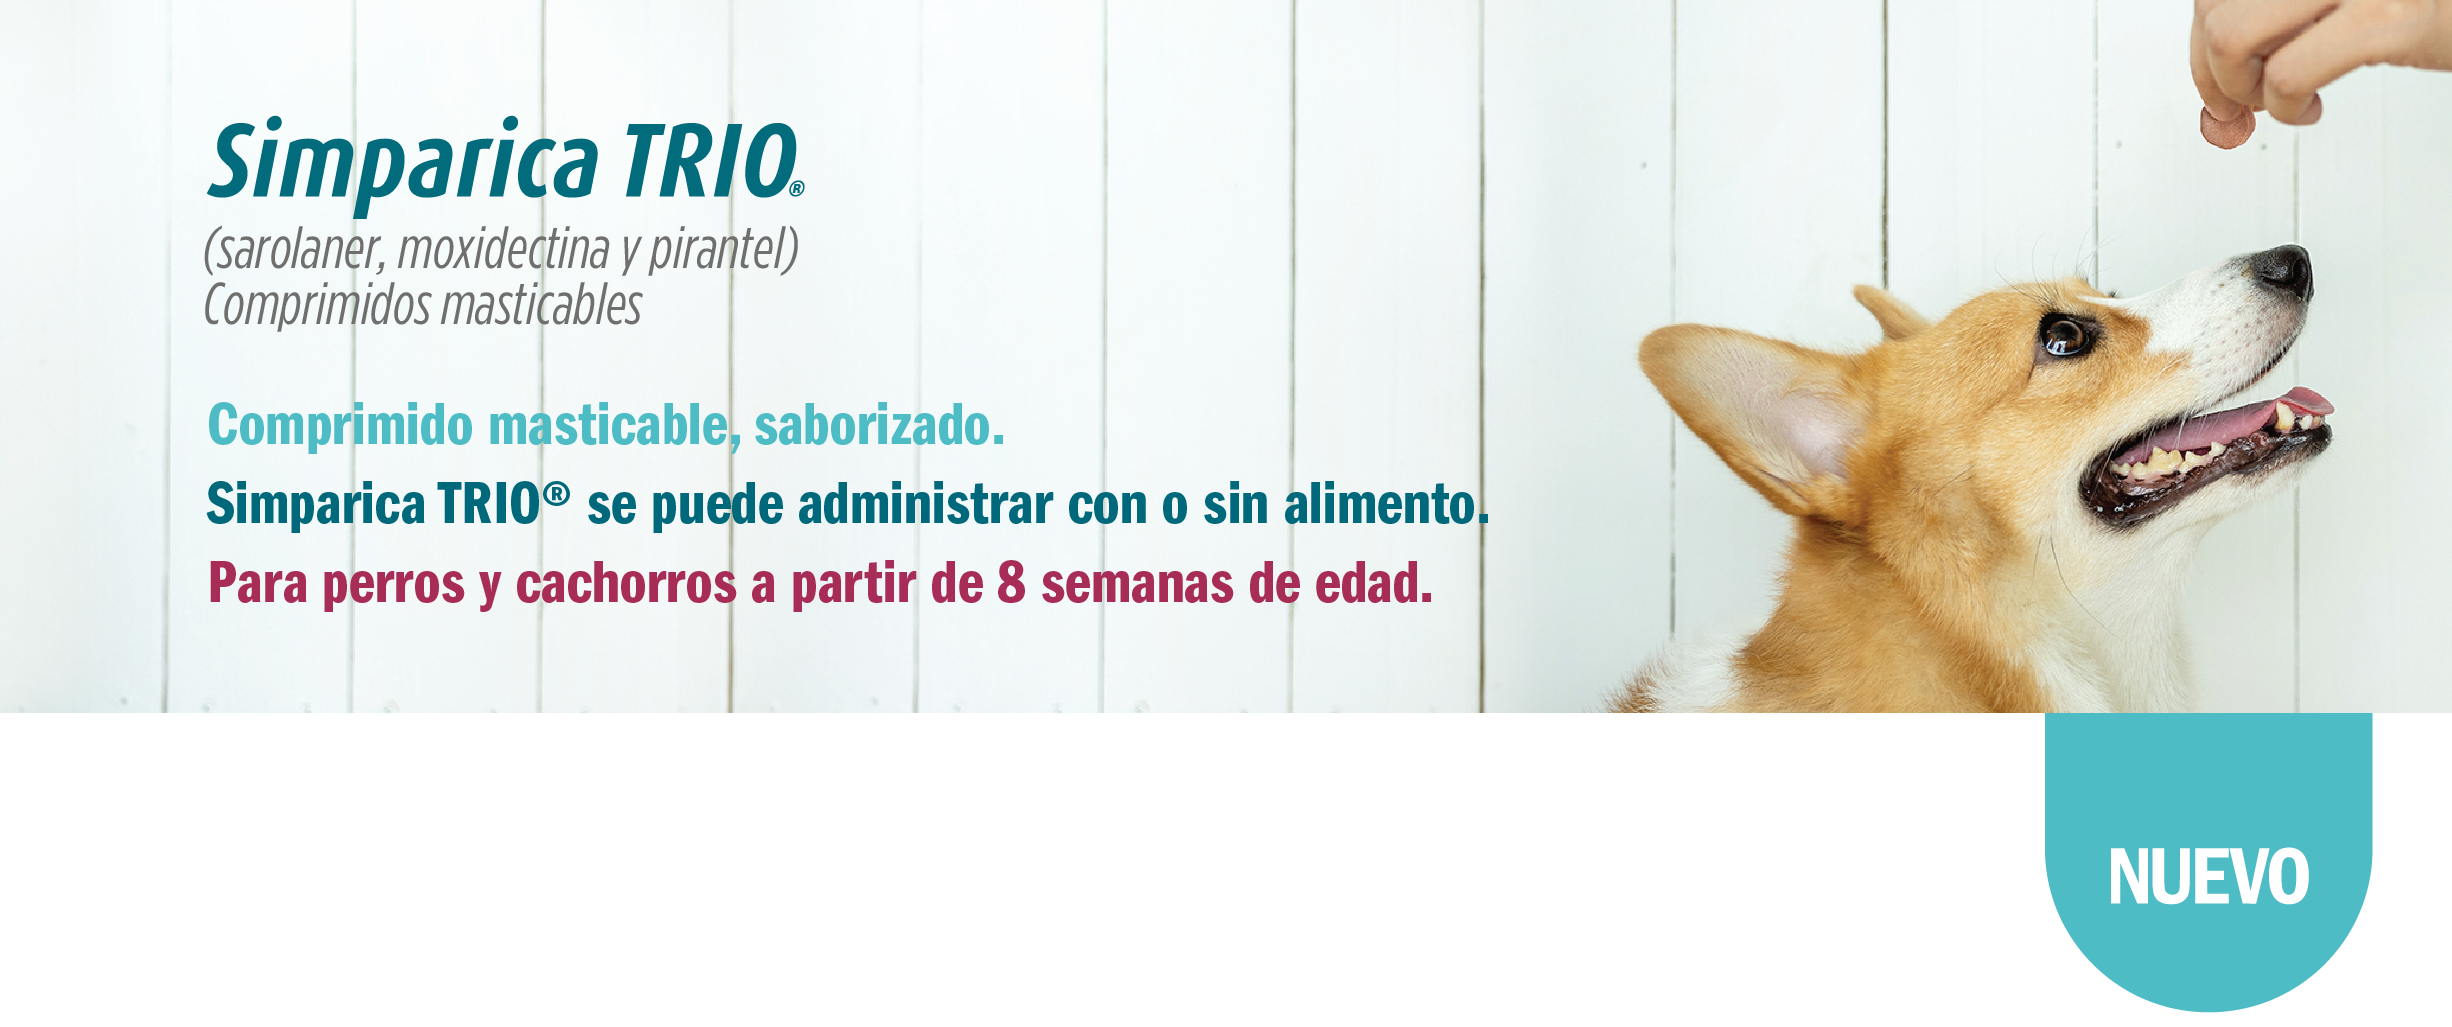 Simparica TRIO®
(sarolaner, moxidectina y pirantel)
Comprimidos masticables
Comprimido masticable, saborizado.
Simparica TRIO® se puede administrar con o sin alimento.
Para perros y cachorros a partir de 8 semanas de edad.
NUEVO